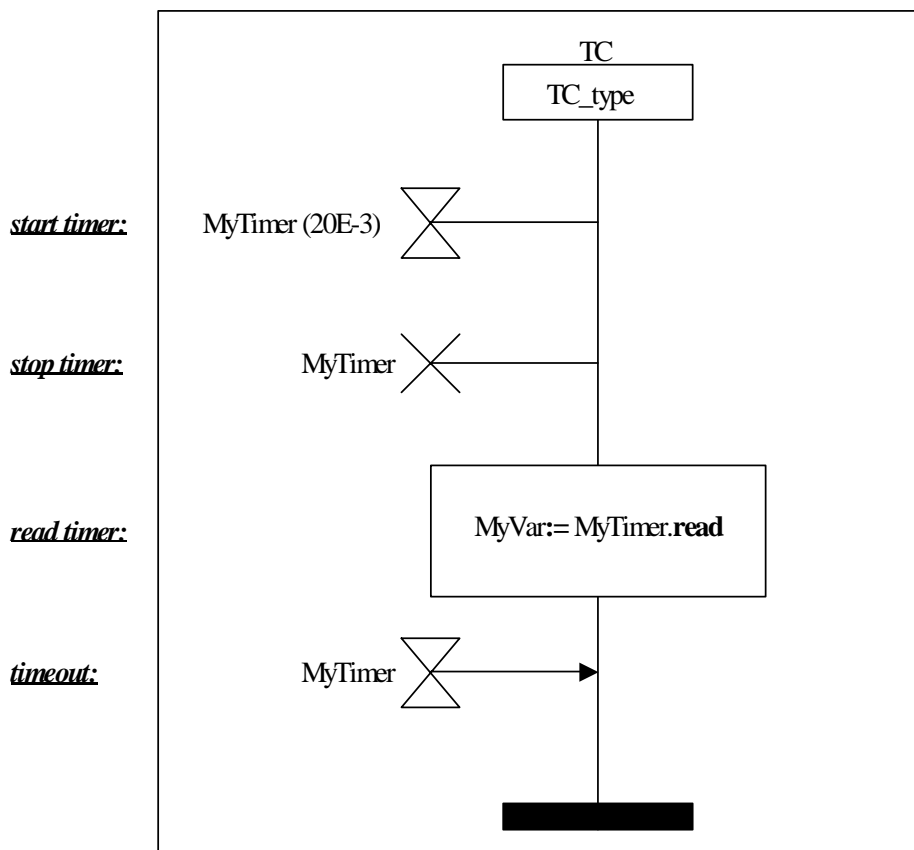 TC
TC_type
start timer: MyTimer (20E-3)
stop timer: MyTimer
read timer: MyVar:= MyTimer.read
timeout: MyTimer